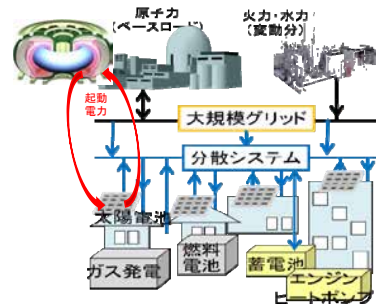 原子力
(ベースロード)
火力・水力
(変動分)
起動
電力
大規模グリッド
分散システム
太陽電池
ガス発電
燃料
電池
蓄電池
エンジン
ヒートポンプ